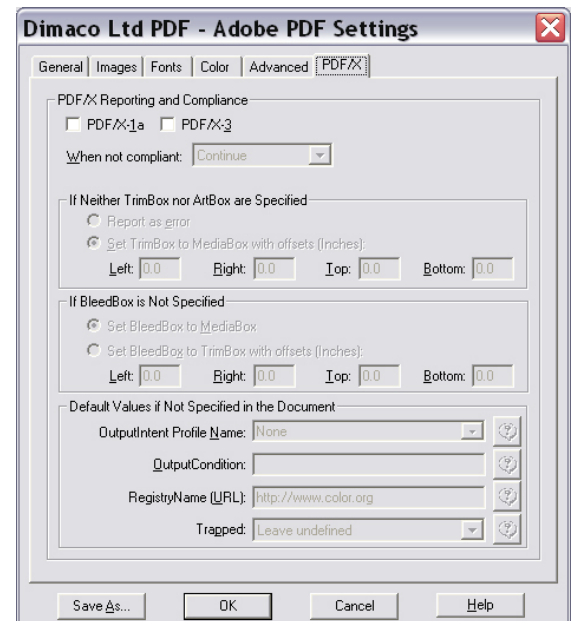 Dimaco Ltd PDF - Adobe PDF Settings
General Images Fonts Color Advanced PDF/X
PDF/X Reporting and Compliance
PDF/X-1a PDF/X-3
When not compliant: Continue
If Neither TrimBox nor ArtBox are Specified
Report as error
Set TrimBox to MediaBox with offsets (Inches):
Left: 0.0 Right: 0.0 Top: 0.0 Bottom: 0.0
If BleedBox is Not Specified
Set BleedBox to MediaBox
Set BleedBox to TrimBox with offsets (Inches):
Left: 0.0 Right: 0.0 Top: 0.0 Bottom: 0.0
Default Values if Not Specified in the Document
OutputIntent Profile Name: None
OutputCondition:
RegistryName (URL): http://www.color.org
Trapped: Leave undefined
Save As... OK Cancel Help